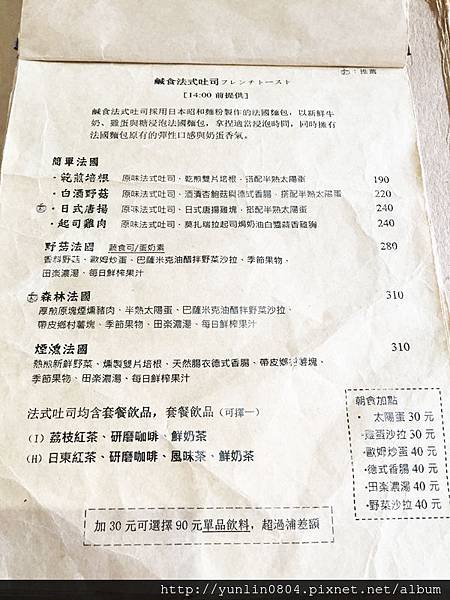 ：推薦
鹹食法式吐司 フレンチトースト
[14:00 前提供]
鹹食法式吐司採用日本昭和麵粉製作的法國麵包，以新鮮牛
奶、雞蛋與糖浸泡法國麵包，拿捏適當浸泡時間，同時擁有
法國麵包原有的彈性口感與奶蛋香氣。
簡單法國
・乾煎培根 原味法式吐司、乾煎雙片培根、搭配半熟太陽蛋 190
・白酒野菇 原味法式吐司、酒漬杏鮑菇與德式香腸、搭配半熟太陽蛋 220
・日式唐揚 原味法式吐司、日式唐揚雞塊、搭配半熟太陽蛋 240
・起司雞肉 原味法式吐司、莫扎瑞拉起司焗奶油白醬蒜香雞胸 240
野菇法國 蔬食可/蛋奶素 280
香料野菇、歐姆炒蛋、巴薩米克油醋拌野菜沙拉、季節果物、
田楽濃湯、每日鮮榨果汁
森林法國 310
厚煎原塊煙燻豬肉、半熟太陽蛋、巴薩米克油醋拌野菜沙拉、
帶皮鄉村薯塊、季節果物、田楽濃湯、每日鮮榨果汁
煙燻法國 310
熱煎新鮮野菜、燻製雙片培根、天然腸衣德式香腸、帶皮鄉村薯塊、
季節果物、田楽濃湯、每日鮮榨果汁
法式吐司均含套餐飲品，套餐飲品（可擇一）
(I) 荔枝紅茶、研磨咖啡、鮮奶茶
(H) 日東紅茶、研磨咖啡、風味茶、鮮奶茶
朝食加點
・ 太陽蛋 30 元
・雞蛋沙拉 30 元
・歐姆炒蛋 40 元
・德式香腸 40 元
・田楽濃湯 40 元
・野菜沙拉 40 元
加 30 元可選擇 90 元單品飲料，超過補差額
http://yunlin0804.pixnet.net/album